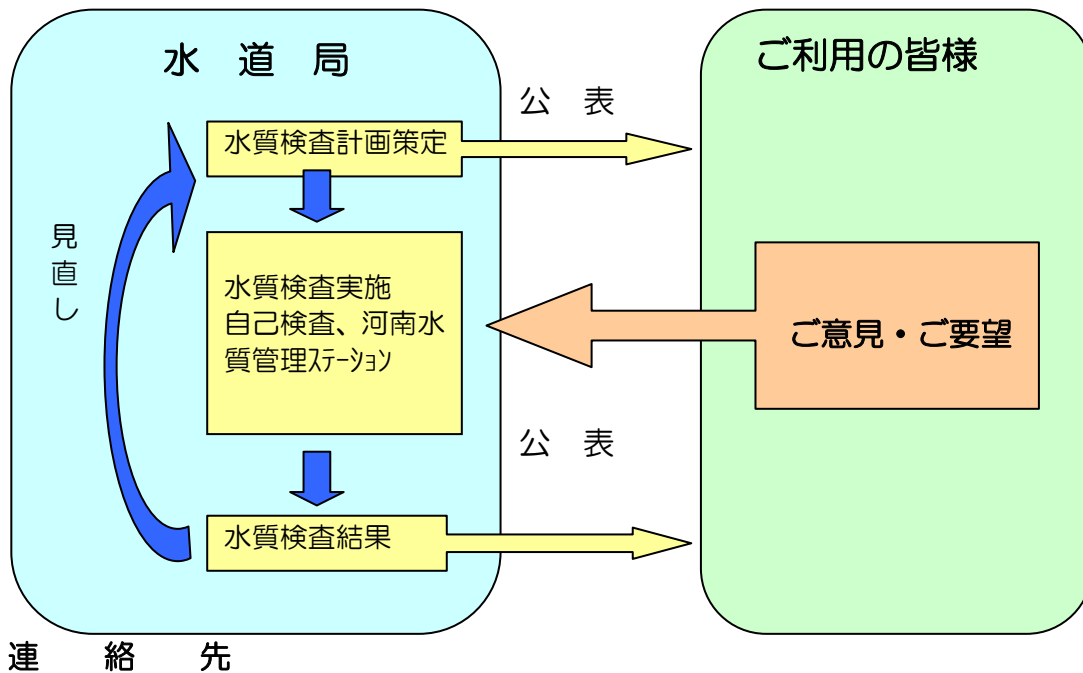 水　道　局
ご利用の皆様
公　表
水質検査計画策定
見直し
水質検査実施
自己検査、河南水
質管理ｽﾃｰｼｮﾝ
ご意見・ご要望
公　表
水質検査結果
連　　絡　　先